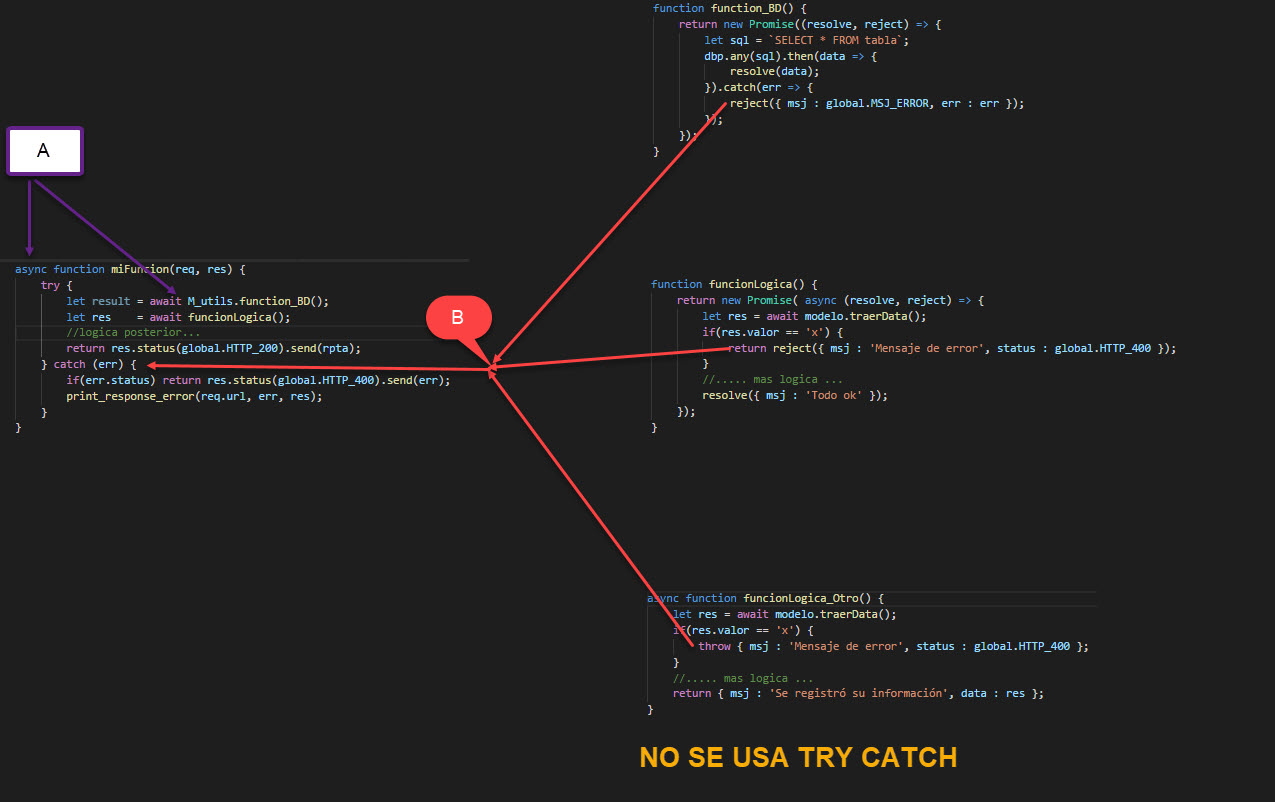 function function_BD() {
return new Promise((resolve, reject) => {
let sql = `SELECT * FROM tabla`;
dbp.any(sql).then(data => {
resolve(data);
}).catch(err => {
reject({ msj : global.MSJ_ERROR, err : err });
});
});
}
A
async function miFuncion(req, res) {
try {
let result = await M_utils.function_BD();
let res    = await funcionLogica();
//logica posterior...
return res.status(global.HTTP_200).send(rpta);
} catch (err) {
if(err.status) return res.status(global.HTTP_400).send(err);
print_response_error(req.url, err, res);
}
}
B
function funcionLogica() {
return new Promise( async (resolve, reject) => {
let res = await modelo.traerData();
if(res.valor == 'x') {
return reject({ msj : 'Mensaje de error', status : global.HTTP_400 });
}
//..... mas logica ...
resolve({ msj : 'Todo ok' });
});
}
async function funcionLogica_Otro() {
let res = await modelo.traerData();
if(res.valor == 'x') {
throw { msj : 'Mensaje de error', status : global.HTTP_400 };
}
//..... mas logica ...
return { msj : 'Se registró su información', data : res };
}
NO SE USA TRY CATCH